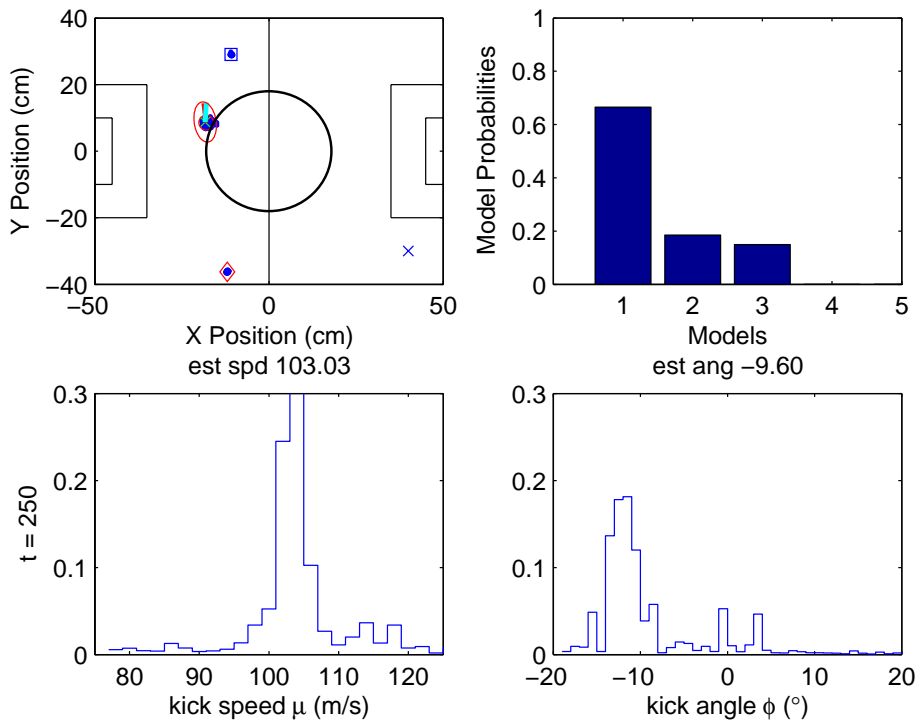 40
20
0
−20
−40
Y Position (cm)
−50 0 50
X Position (cm)
est spd 103.03
1
0.8
0.6
0.4
0.2
0
Model Probabilities
1 2 3 4 5
Models
est ang −9.60
0.3
0.2
0.1
0
t = 250
80 90 100 110 120
kick speed μ (m/s)
0.3
0.2
0.1
0
−20 −10 0 10 20
kick angle ϕ (°)